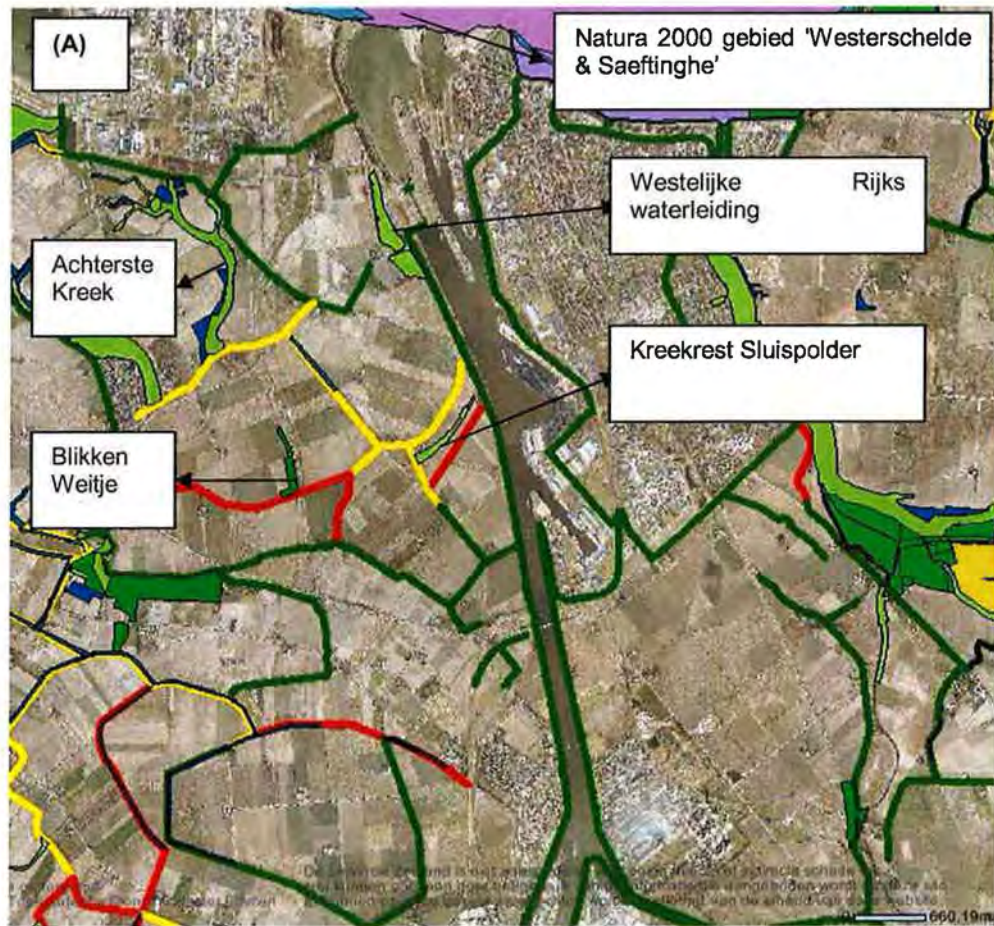 (A)
Natura 2000 gebied 'Westerschelde
& Saeftinghe'
Westelijke Rijks
waterleiding
Achterste
Kreek
Kreekrest Sluispolder
Blikken
Weitje
660.19m